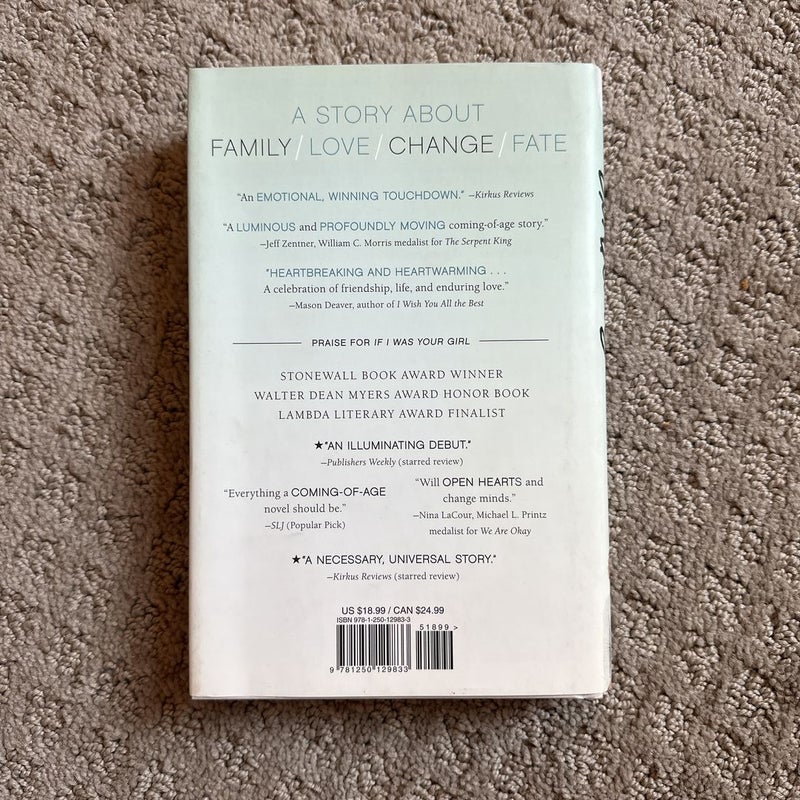 A STORY ABOUT
FAMILY / LOVE / CHANGE / FATE
“An EMOTIONAL, WINNING TOUCHDOWN.” —Kirkus Reviews
“A LUMINOUS and PROFOUNDLY MOVING coming-of-age story.”
—Jeff Zentner, William C. Morris medalist for The Serpent King
“HEARTBREAKING AND HEARTWARMING . . .
A celebration of friendship, life, and enduring love.”
—Mason Deaver, author of I Wish You All the Best
PRAISE FOR IF I WAS YOUR GIRL
STONEWALL BOOK AWARD WINNER
WALTER DEAN MYERS AWARD HONOR BOOK
LAMBDA LITERARY AWARD FINALIST
★“AN ILLUMINATING DEBUT.”
—Publishers Weekly (starred review)
“Everything a COMING-OF-AGE
novel should be.”
—SLJ (Popular Pick)
“Will OPEN HEARTS and
change minds.”
—Nina LaCour, Michael L. Printz
medalist for We Are Okay
★“A NECESSARY, UNIVERSAL STORY.”
—Kirkus Reviews (starred review)
US $18.99 / CAN $24.99
ISBN 978-1-250-12983-3
51899>
9 781250 129833